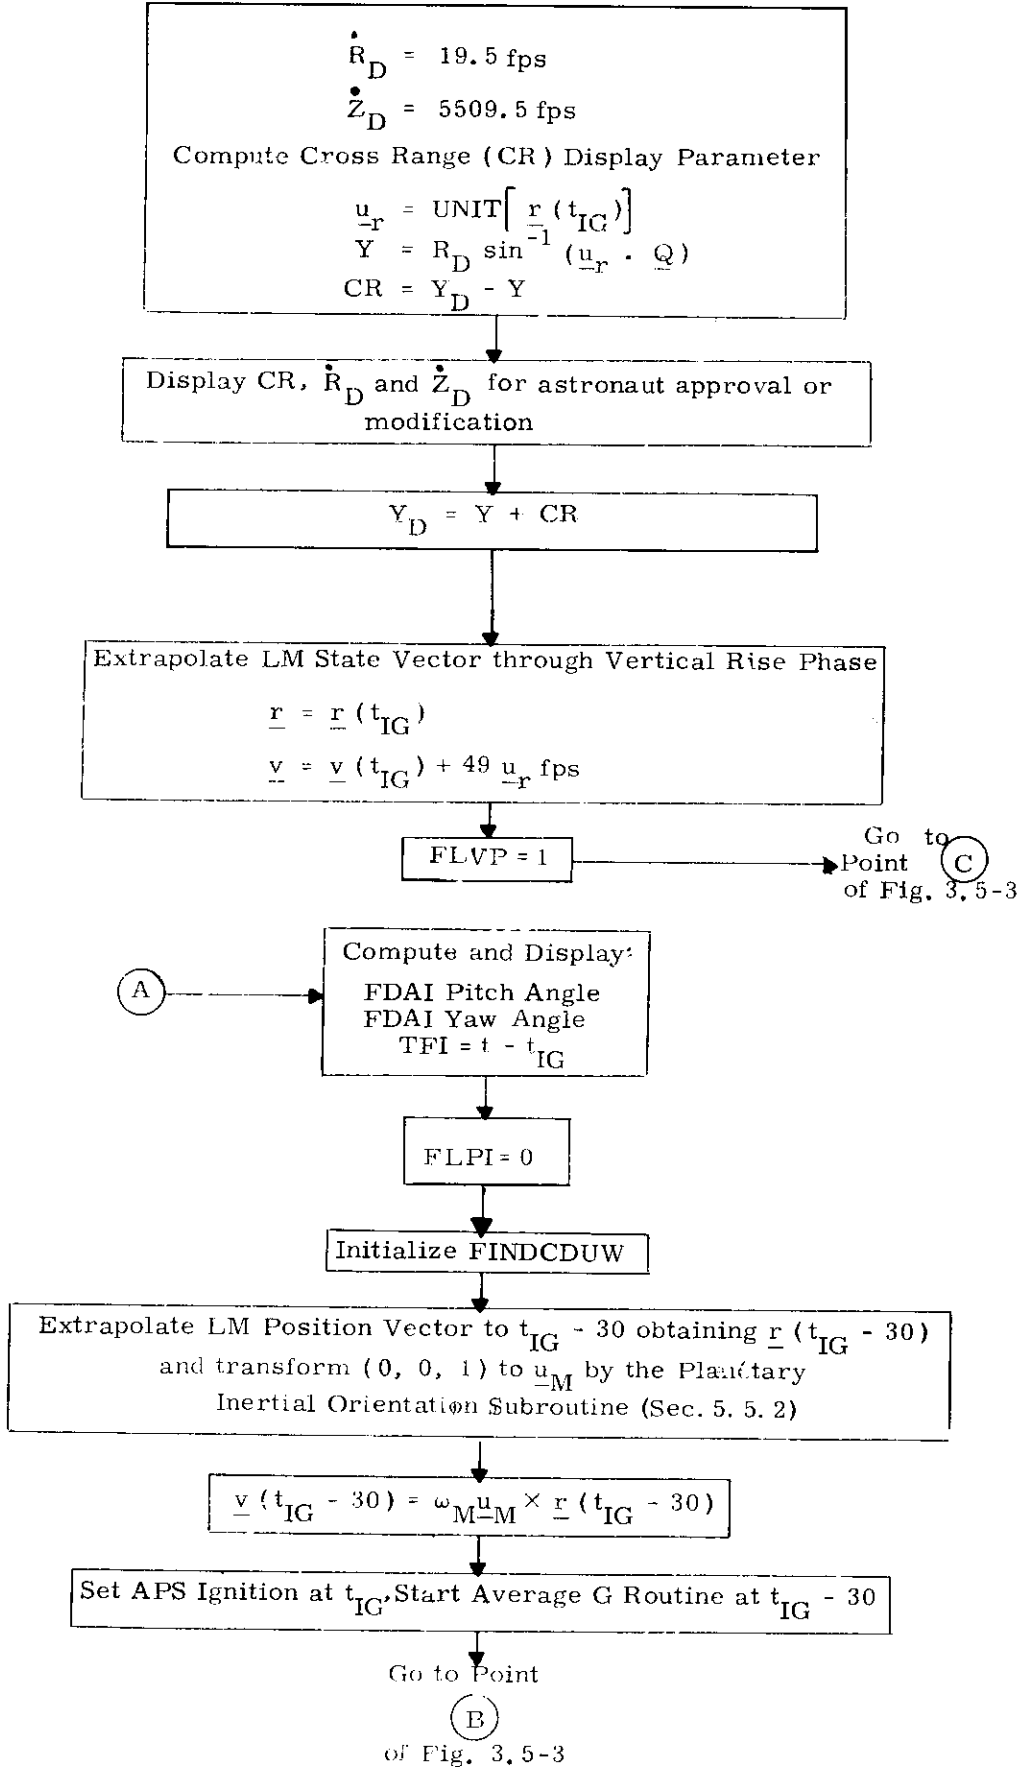 Ṙ_D = 19.5 fps
Ż_D = 5509.5 fps
Compute Cross Range (CR) Display Parameter
u_r = UNIT[ r (t_IG)]
Y = R_D sin^-1 (u_r . Q)
CR = Y_D - Y
Display CR, Ṙ_D and Ż_D for astronaut approval or
modification
Y_D = Y + CR
Extrapolate LM State Vector through Vertical Rise Phase
r = r (t_IG)
v = v (t_IG) + 49 u_r fps
FLVP = 1
Go to
Point C
of Fig. 3.5-3
A
Compute and Display:
FDAI Pitch Angle
FDAI Yaw Angle
TFI = t - t_IG
FLPI = 0
Initialize FINDCDUW
Extrapolate LM Position Vector to t_IG - 30 obtaining r (t_IG - 30)
and transform (0, 0, 1) to u_M by the Planetary
Inertial Orientation Subroutine (Sec. 5.5.2)
v (t_IG - 30) = ω_M u_M × r (t_IG - 30)
Set APS Ignition at t_IG, Start Average G Routine at t_IG - 30
Go to Point
B
of Fig. 3.5-3